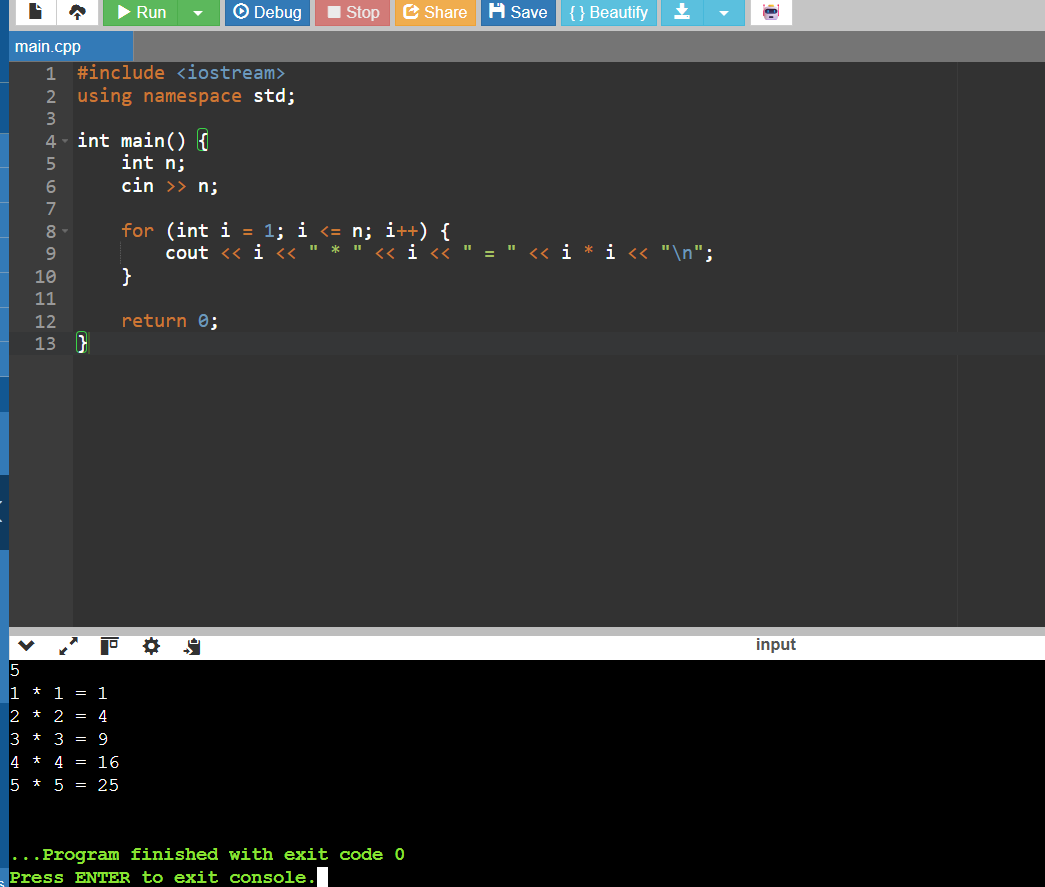 Run Debug Stop Share Save { } Beautify
main.cpp
1 #include <iostream>
2 using namespace std;
3
4 int main() {
5     int n;
6     cin >> n;
7
8     for (int i = 1; i <= n; i++) {
9         cout << i << " * " << i << " = " << i * i << "\n";
10     }
11
12     return 0;
13 }
input
5
1 * 1 = 1
2 * 2 = 4
3 * 3 = 9
4 * 4 = 16
5 * 5 = 25
...Program finished with exit code 0
Press ENTER to exit console.